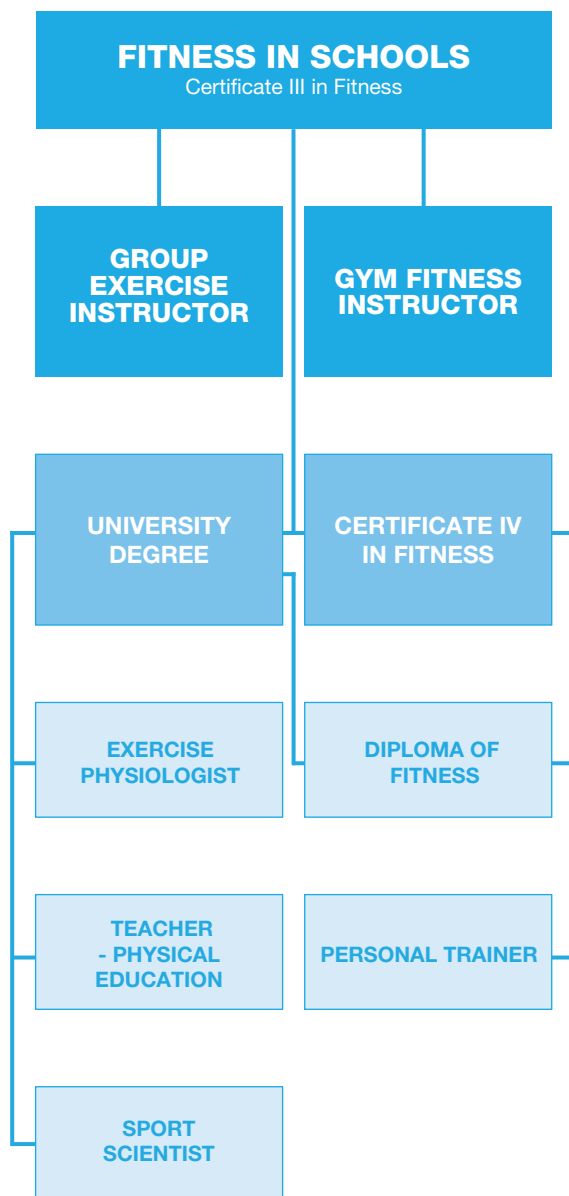 FITNESS IN SCHOOLS
Certificate III in Fitness
GROUP
EXERCISE
INSTRUCTOR
GYM FITNESS
INSTRUCTOR
UNIVERSITY
DEGREE
CERTIFICATE IV
IN FITNESS
EXERCISE
PHYSIOLOGIST
DIPLOMA OF
FITNESS
TEACHER
- PHYSICAL
EDUCATION
PERSONAL TRAINER
SPORT
SCIENTIST